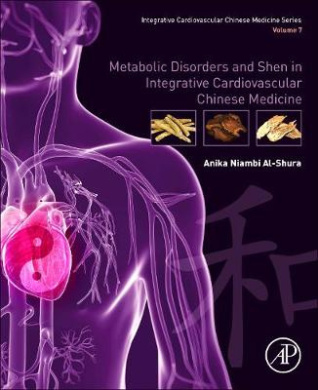 Integrative Cardiovascular Chinese Medicine Series
Volume 7
Metabolic Disorders and Shen in
Integrative Cardiovascular
Chinese Medicine
Anika Niambi Al-Shura
和
AP